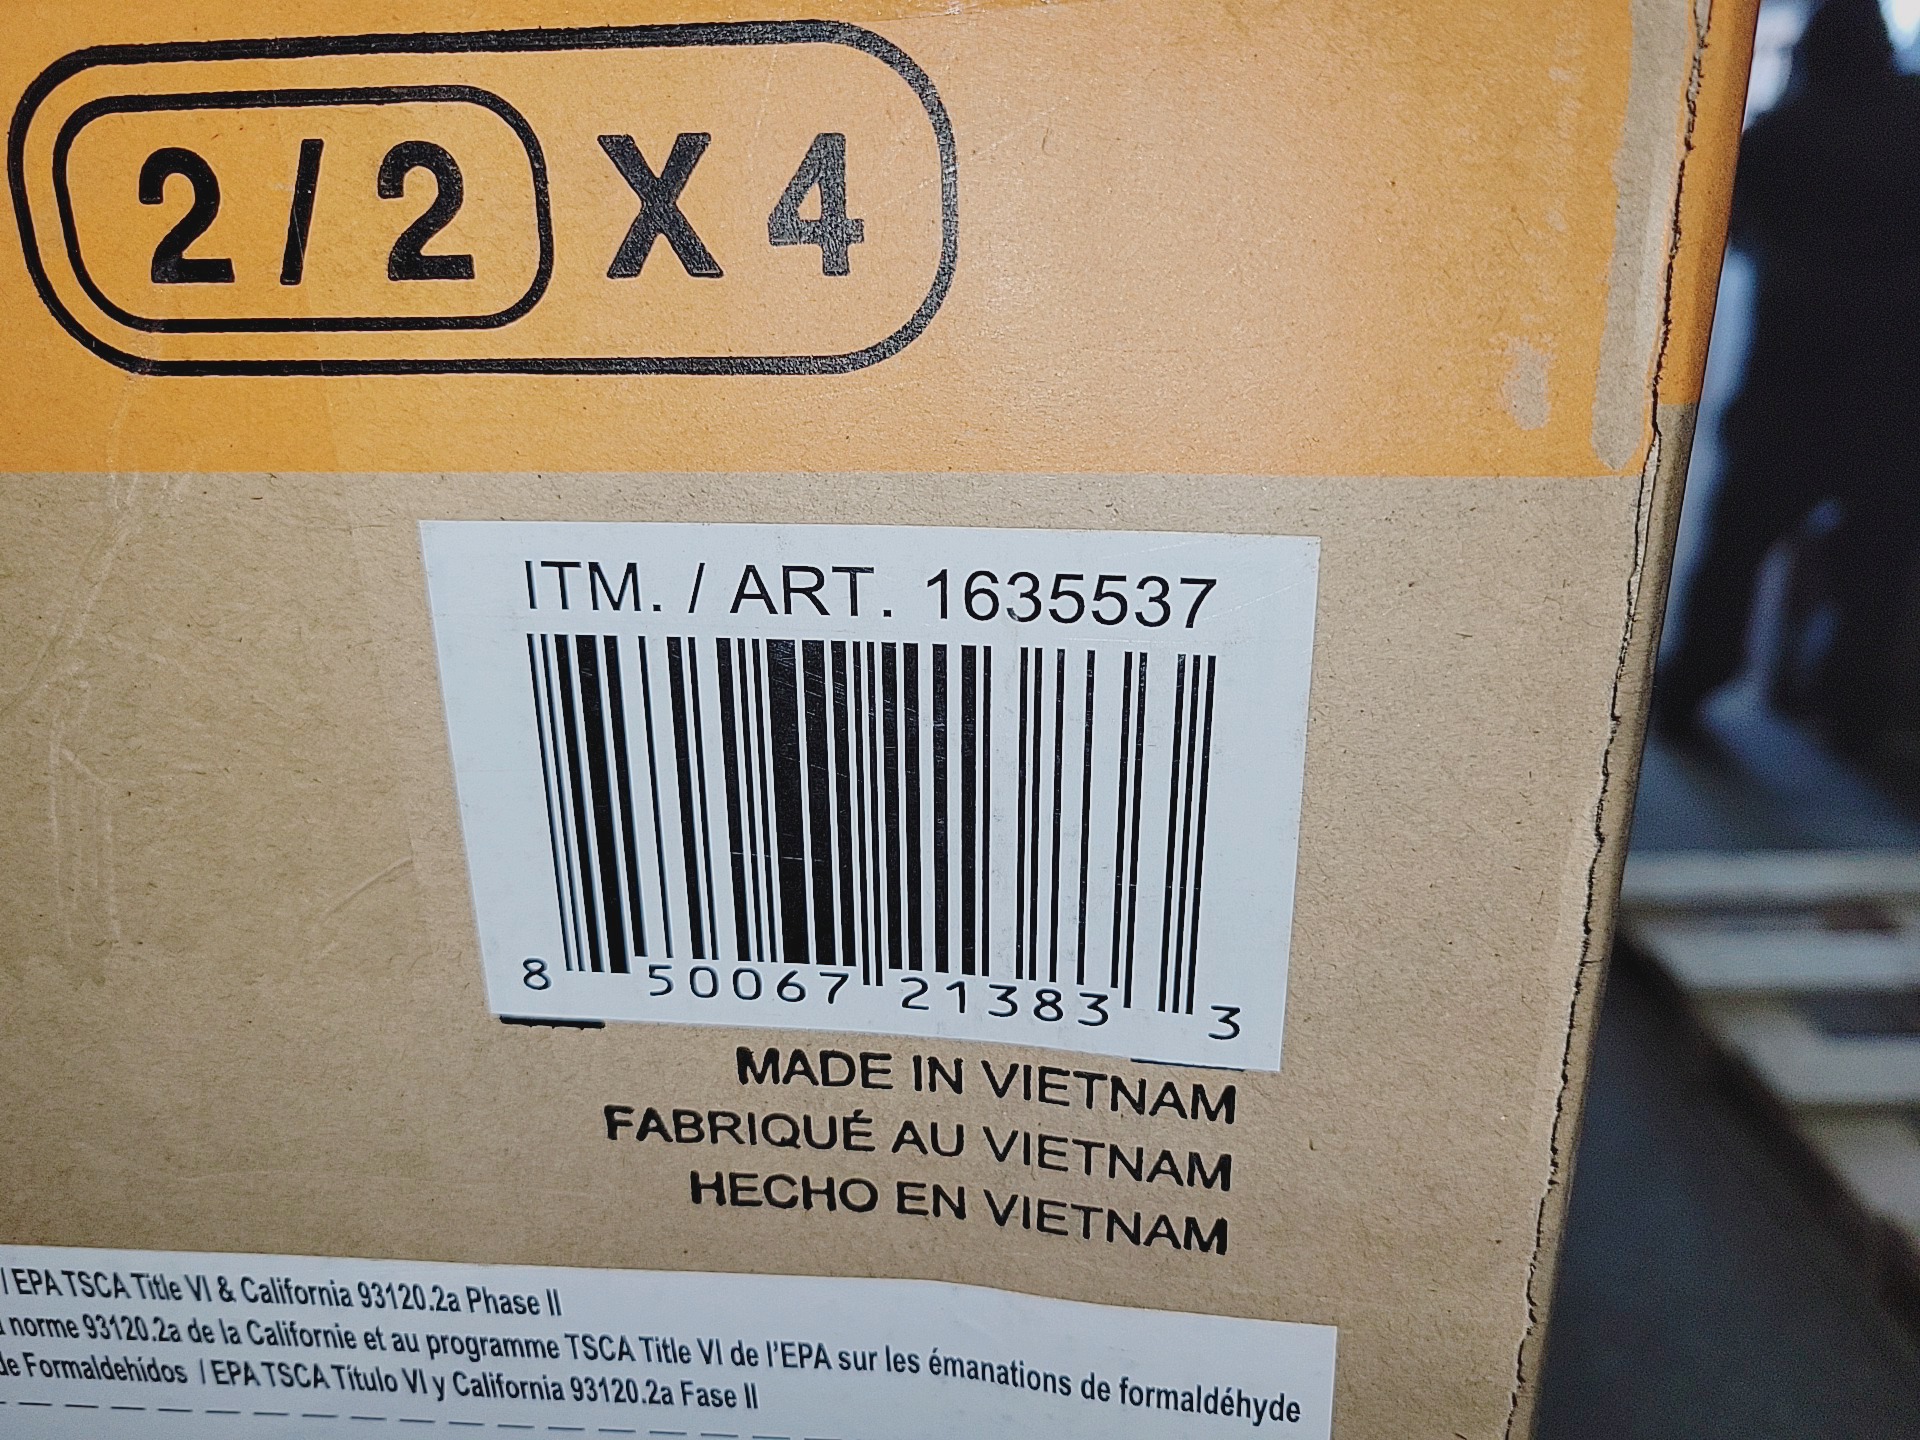 2 / 2 X 4
ITM. / ART. 1635537
8 50067 21383 3
MADE IN VIETNAM
FABRIQUÉ AU VIETNAM
HECHO EN VIETNAM
/ EPA TSCA Title VI & California 93120.2a Phase II
norme 93120.2a de la Californie et au programme TSCA Title VI de l'EPA sur les émanations de formaldéhyde
de Formaldehídos / EPA TSCA Título VI y California 93120.2a Fase II